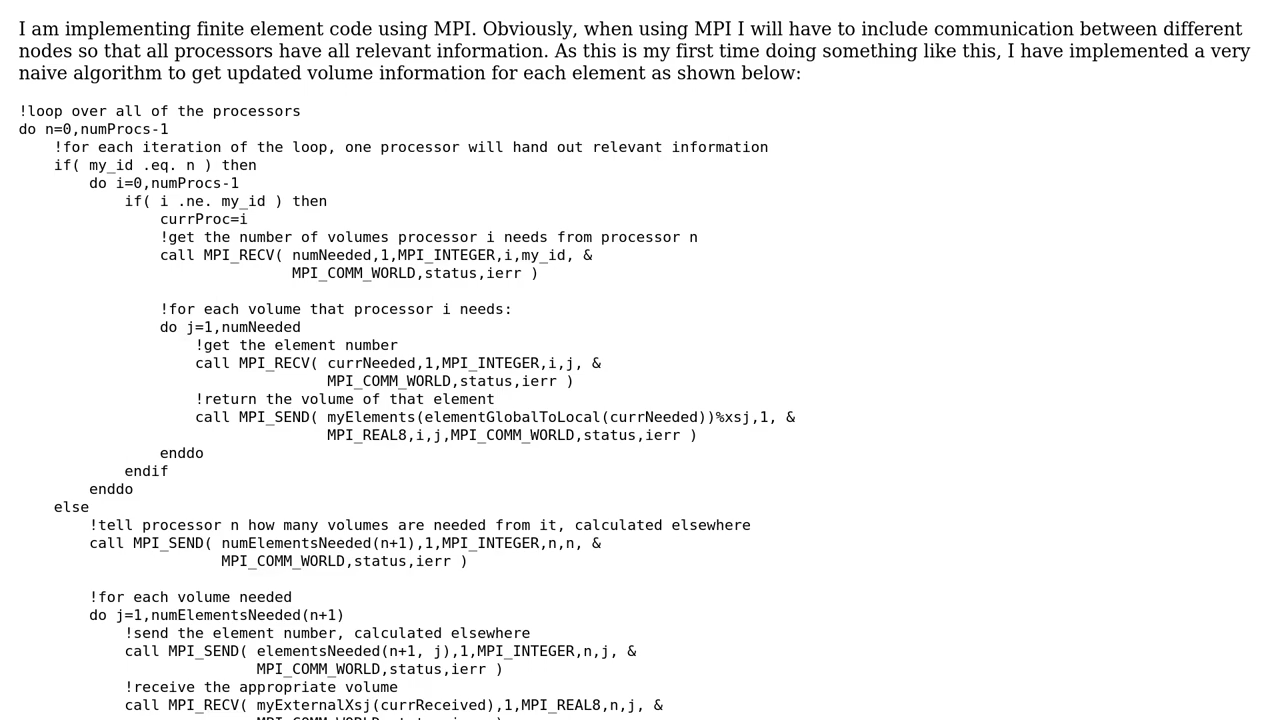 I am implementing finite element code using MPI. Obviously, when using MPI I will have to include communication between different
nodes so that all processors have all relevant information. As this is my first time doing something like this, I have implemented a very
naive algorithm to get updated volume information for each element as shown below:
!loop over all of the processors
do n=0,numProcs-1
    !for each iteration of the loop, one processor will hand out relevant information
    if( my_id .eq. n ) then
        do i=0,numProcs-1
            if( i .ne. my_id ) then
                currProc=i
                !get the number of volumes processor i needs from processor n
                call MPI_RECV( numNeeded,1,MPI_INTEGER,i,my_id, &
                               MPI_COMM_WORLD,status,ierr )
                !for each volume that processor i needs:
                do j=1,numNeeded
                    !get the element number
                    call MPI_RECV( currNeeded,1,MPI_INTEGER,i,j, &
                                   MPI_COMM_WORLD,status,ierr )
                    !return the volume of that element
                    call MPI_SEND( myElements(elementGlobalToLocal(currNeeded))%xsj,1, &
                                   MPI_REAL8,i,j,MPI_COMM_WORLD,status,ierr )
                enddo
            endif
        enddo
    else
        !tell processor n how many volumes are needed from it, calculated elsewhere
        call MPI_SEND( numElementsNeeded(n+1),1,MPI_INTEGER,n,n, &
                       MPI_COMM_WORLD,status,ierr )
        !for each volume needed
        do j=1,numElementsNeeded(n+1)
            !send the element number, calculated elsewhere
            call MPI_SEND( elementsNeeded(n+1, j),1,MPI_INTEGER,n,j, &
                           MPI_COMM_WORLD,status,ierr )
            !receive the appropriate volume
            call MPI_RECV( myExternalXsj(currReceived),1,MPI_REAL8,n,j, &